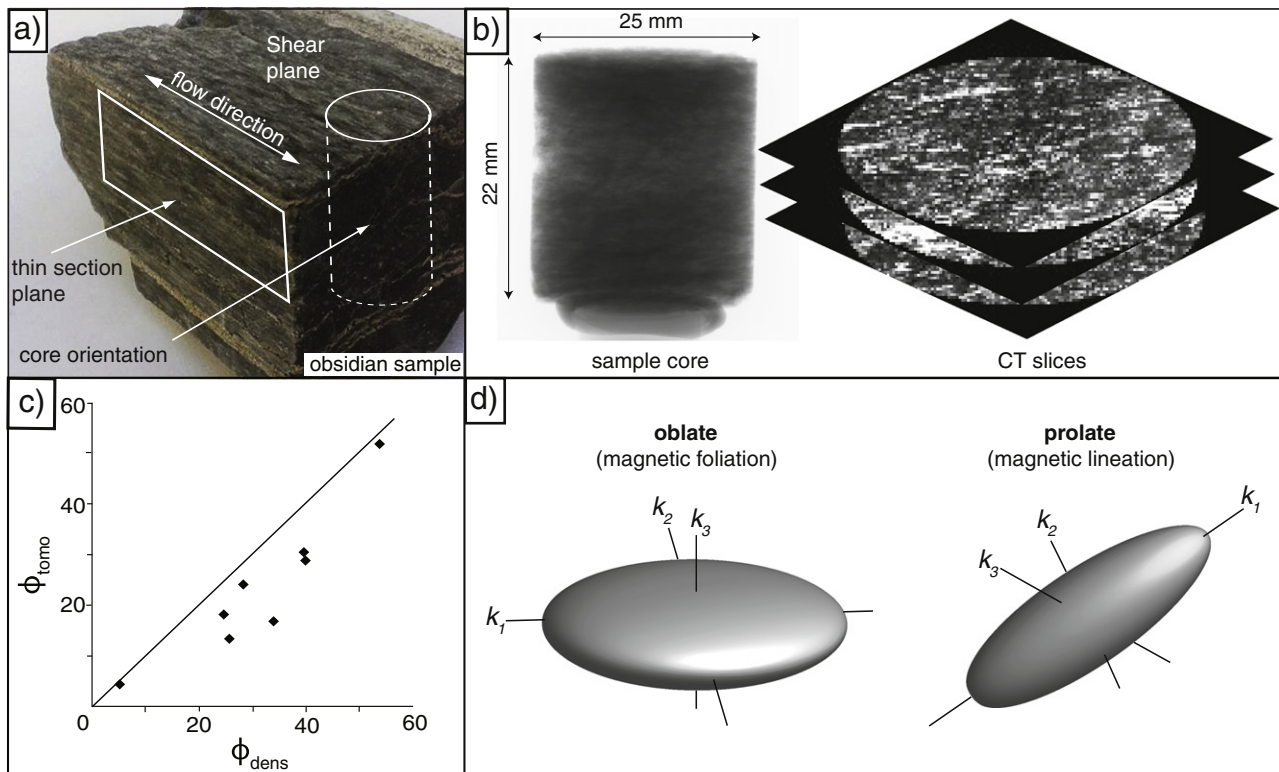 a)
Shear
plane
flow direction
thin section
plane
core orientation
obsidian sample
b)
25 mm
22 mm
sample core
CT slices
c)
60
40
20
0
20
40
60
ϕtomo
ϕdens
d)
oblate
(magnetic foliation)
k2
k3
k1
prolate
(magnetic lineation)
k1
k2
k3